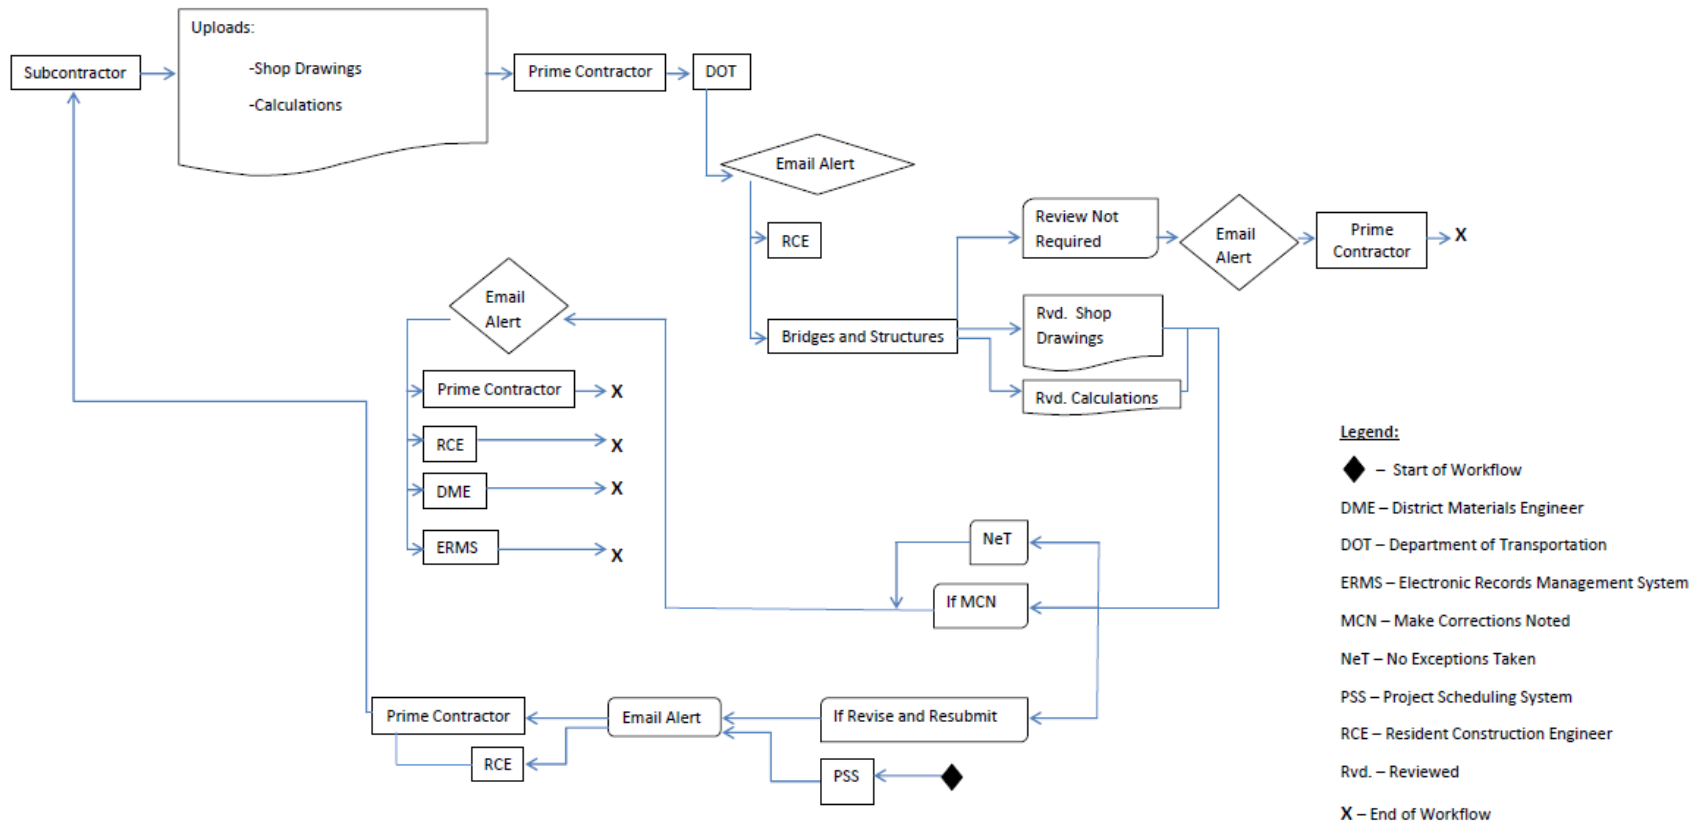 Uploads:
Subcontractor
-Shop Drawings
-Calculations
Prime Contractor
DOT
Email Alert
RCE
Bridges and Structures
Review Not
Required
Email
Alert
Prime
Contractor
X
Rvd. Shop
Drawings
Rvd. Calculations
Email
Alert
Prime Contractor
X
RCE
X
DME
X
ERMS
X
NeT
If MCN
If Revise and Resubmit
Email Alert
Prime Contractor
RCE
PSS
Legend:
– Start of Workflow
DME – District Materials Engineer
DOT – Department of Transportation
ERMS – Electronic Records Management System
MCN – Make Corrections Noted
NeT – No Exceptions Taken
PSS – Project Scheduling System
RCE – Resident Construction Engineer
Rvd. – Reviewed
X – End of Workflow